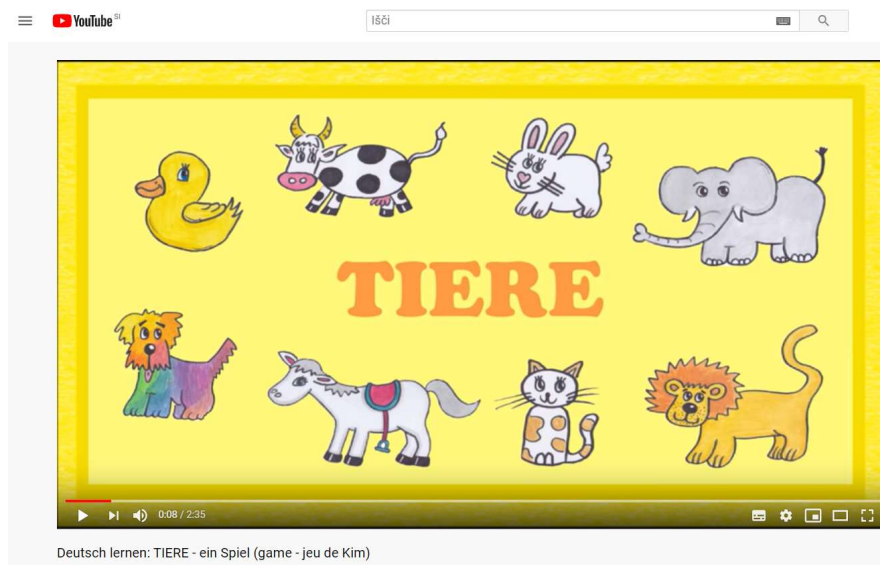 YouTube SI
Išči
TIERE
0:08 / 2:35
Deutsch lernen: TIERE - ein Spiel (game - jeu de Kim)